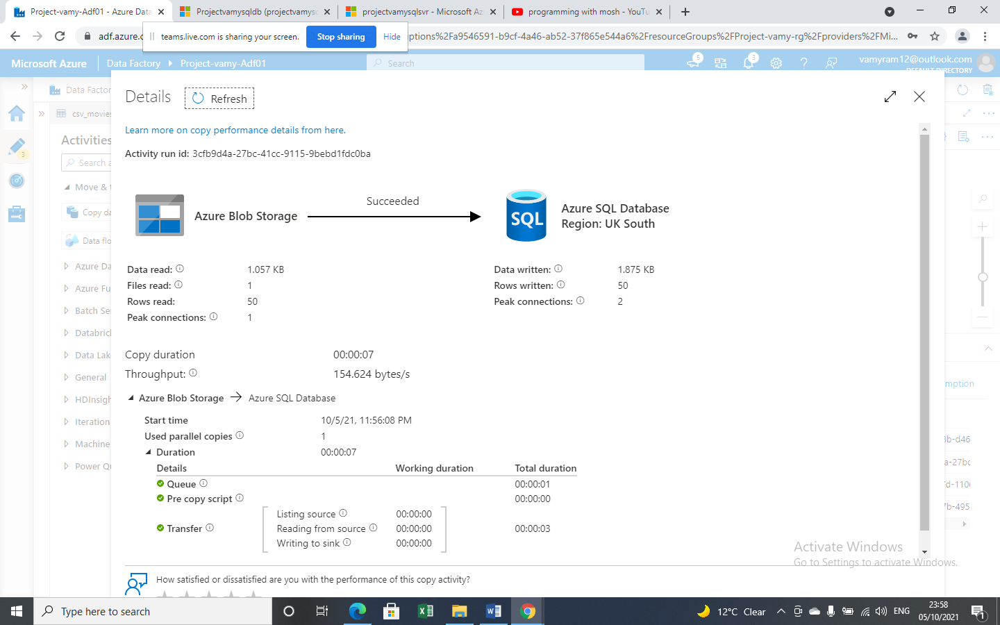 Project-vamy-Adf01 - Azure Data
Projectvamysqldb (projectvamysc
projectvamysqlsvr - Microsoft Az
programming with mosh - YouTu
adf.azure.c
teams.live.com is sharing your screen.
Stop sharing
Hide
ptions%2Fa9546591-b9cf-4a46-ab52-37f865e544a6%2FresourceGroups%2FProject-vamy-rg%2Fproviders%2FMi...
Microsoft Azure
Data Factory
Project-vamy-Adf01
Search
5
3
vamyram12@outlook.com
DEFAULT DIRECTORY
Data Factor
csv_movies
Activities
Search a
Move & t
Copy da
Data flo
Azure Da
Azure Fu
Batch Se
Databric
Data Lak
General
HDInsigh
Iteration
Machine
Power Q
3
Details
Refresh
Learn more on copy performance details from here.
Activity run id: 3cfb9d4a-27bc-41cc-9115-9bebd1fdc0ba
Azure Blob Storage
Succeeded
SQL
Azure SQL Database
Region: UK South
Data read: 1.057 KB
Files read: 1
Rows read: 50
Peak connections: 1
Data written: 1.875 KB
Rows written: 50
Peak connections: 2
Copy duration 00:00:07
Throughput: 154.624 bytes/s
Azure Blob Storage → Azure SQL Database
Start time 10/5/21, 11:56:08 PM
Used parallel copies 1
Duration 00:00:07
Details Working duration Total duration
Queue 00:00:01
Pre copy script 00:00:00
Listing source 00:00:00
Transfer Reading from source 00:00:00 00:00:03
Writing to sink 00:00:00
How satisfied or dissatisfied are you with the performance of this copy activity?
mption
3b-d46
a-27bc
7b-495
Activate Windows
Go to Settings to activate Windows.
Type here to search
12°C Clear
ENG
23:58
05/10/2021
1